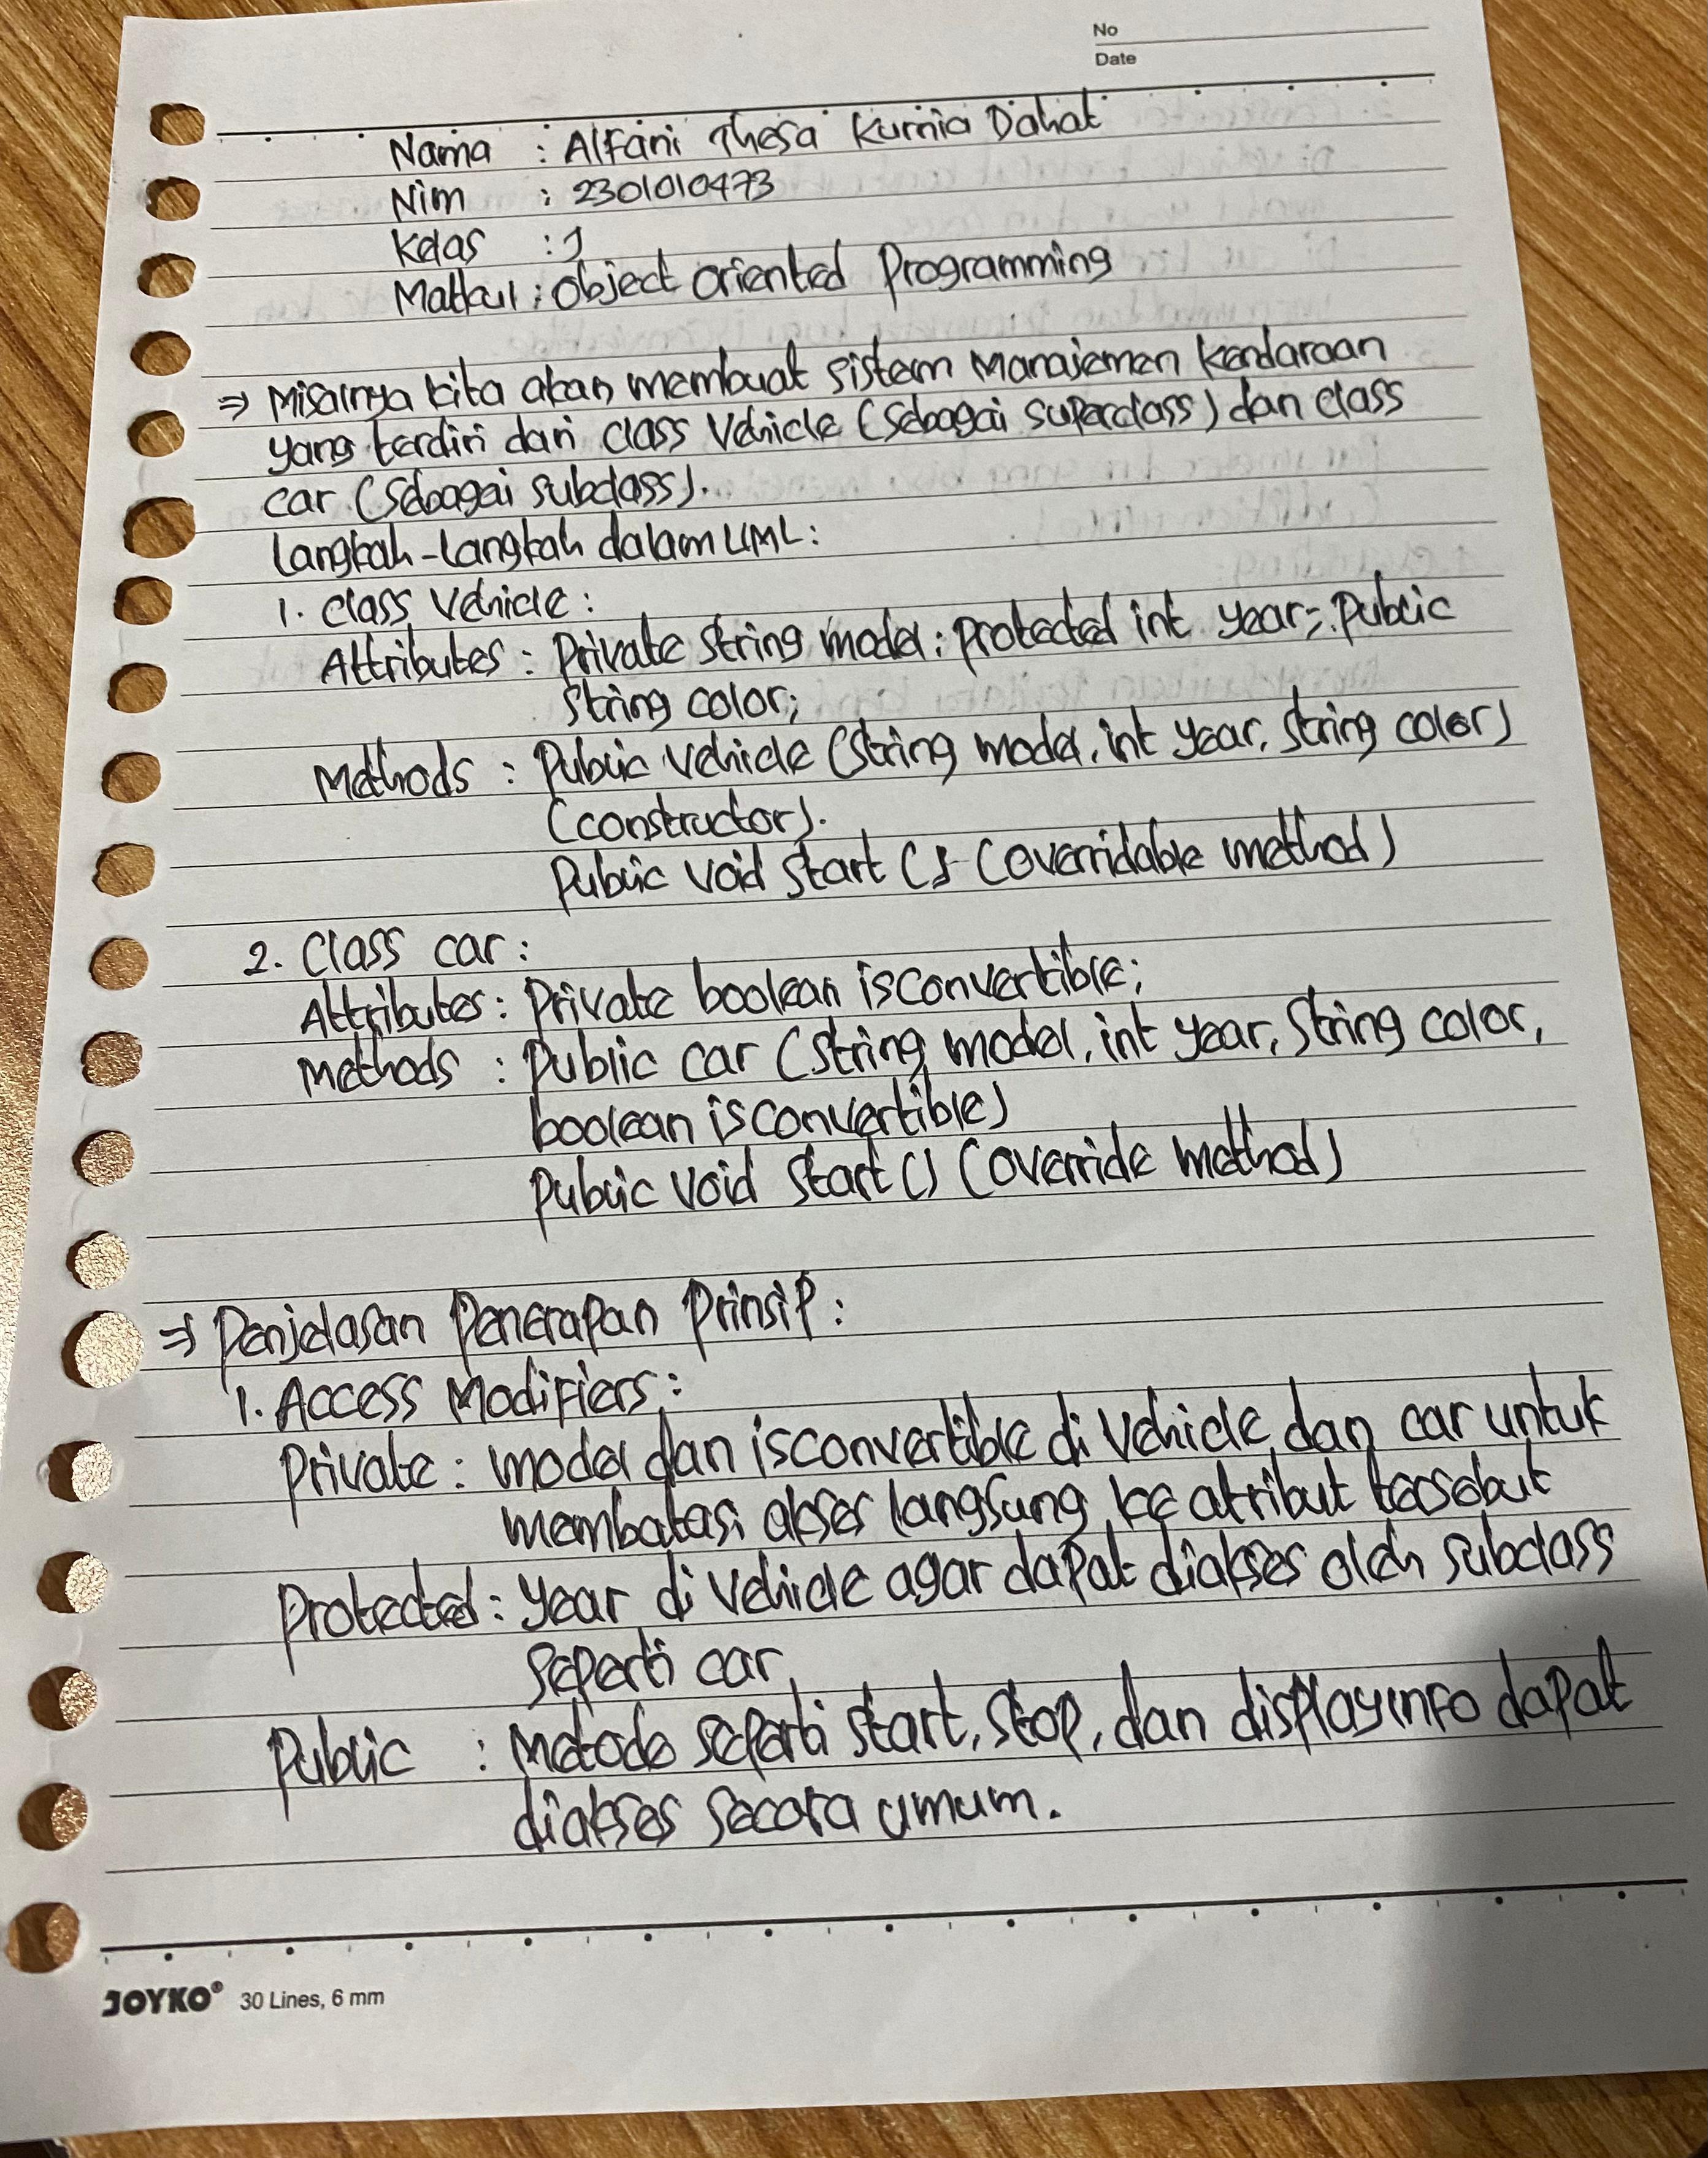 No
Date
Nama : Alfani Thesa Kurnia Dahat
Nim : 2301010473
Kelas : J
Matkul : Object oriented Programming
⇒ Misalnya kita akan membuat sistem Manajemen Kendaraan
yang terdiri dari class Vehicle (Sebagai superclass) dan class
car (Sebagai subclass).
Langkah-Langkah dalam UML:
1. Class Vehicle :
Attributes : Private string model; protected int year; public
String color;
Methods : Public Vehicle (String model, int year, String color)
(constructor).
Public void Start () (overridable method)
2. Class car :
Attributes : Private boolean isconvertible;
Methods : Public car (String model, int year, String color,
boolean isconvertible)
Public void Start () (override method)
⇒ Penjelasan Penerapan Prinsip :
1. Access Modifiers :
Private : model dan isconvertible di Vehicle dan car untuk
membatasi akses langsung ke atribut tersebut
Protected : year di Vehicle agar dapat diakses oleh subclass
Seperti car
Public : Metode seperti start, stop, dan displayinfo dapat
diakses secara umum.
JOYKO® 30 Lines, 6 mm